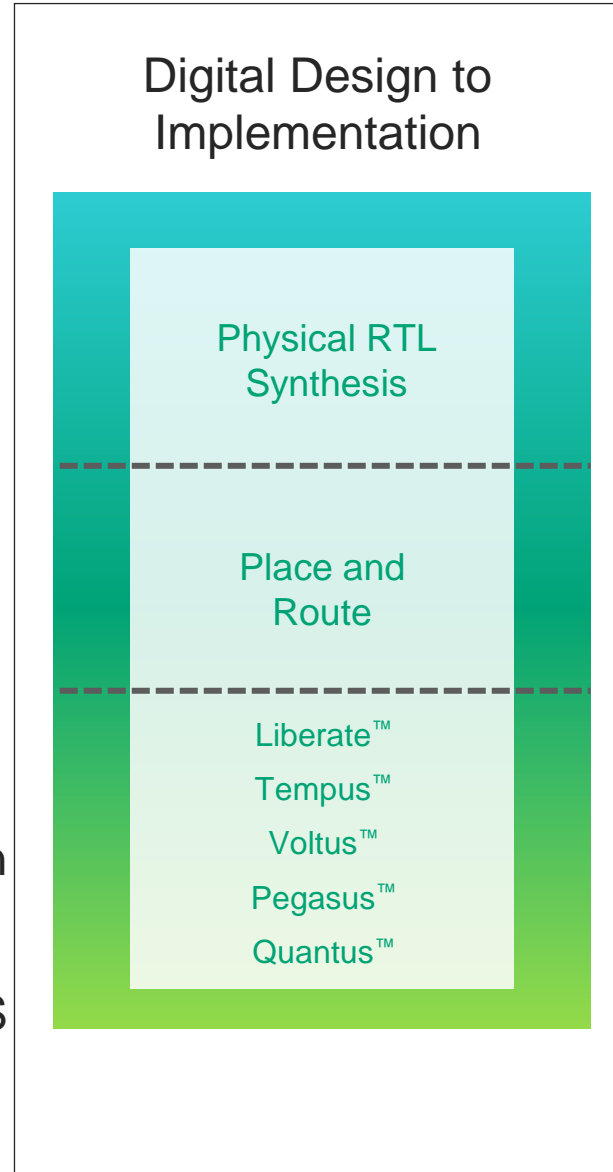 Digital Design to
Implementation
Physical RTL
Synthesis
Place and
Route
Liberate™
Tempus™
Voltus™
Pegasus™
Quantus™